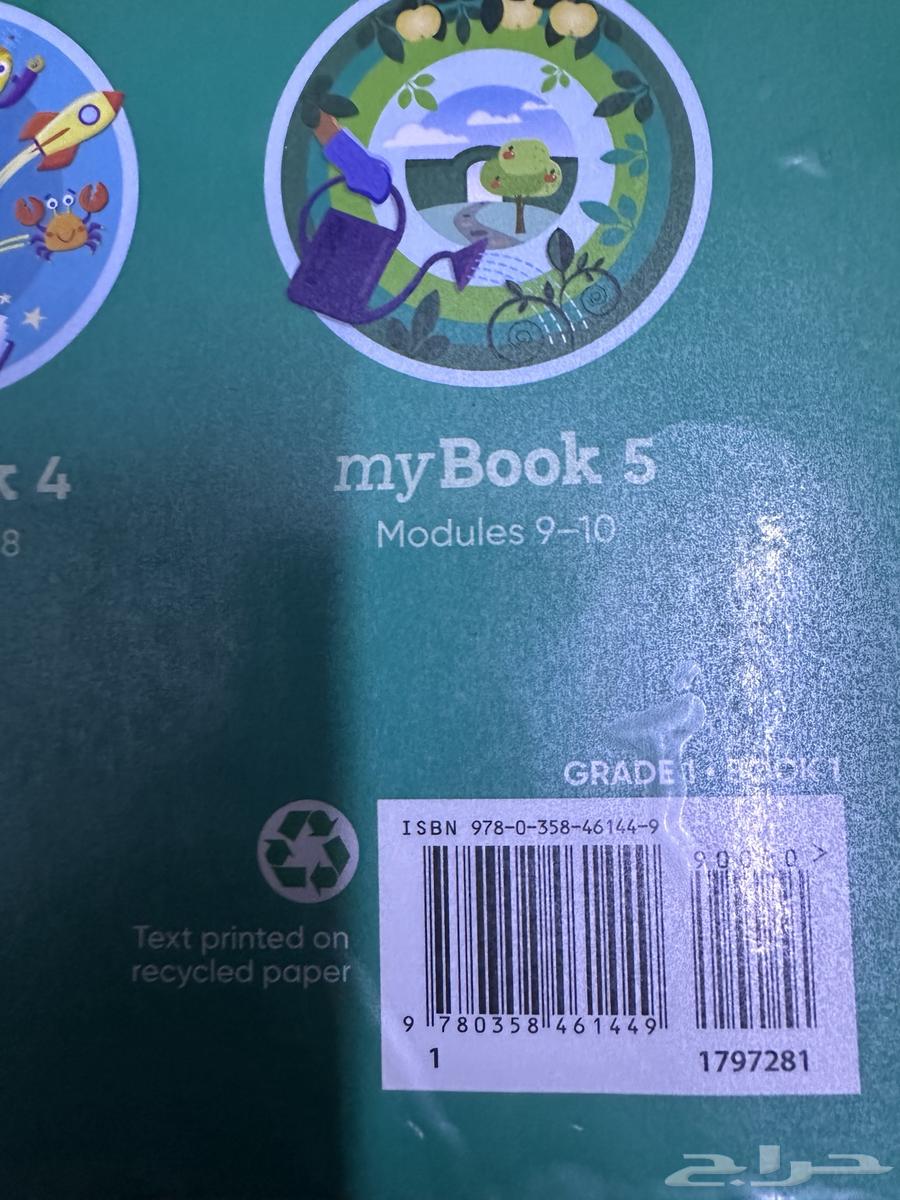 k 4
8
myBook 5
Modules 9–10
GRADE 1 • BOOK 1
ISBN 978-0-358-46144-9
Text printed on
recycled paper
9 780358 461449
1
1797281
حراج